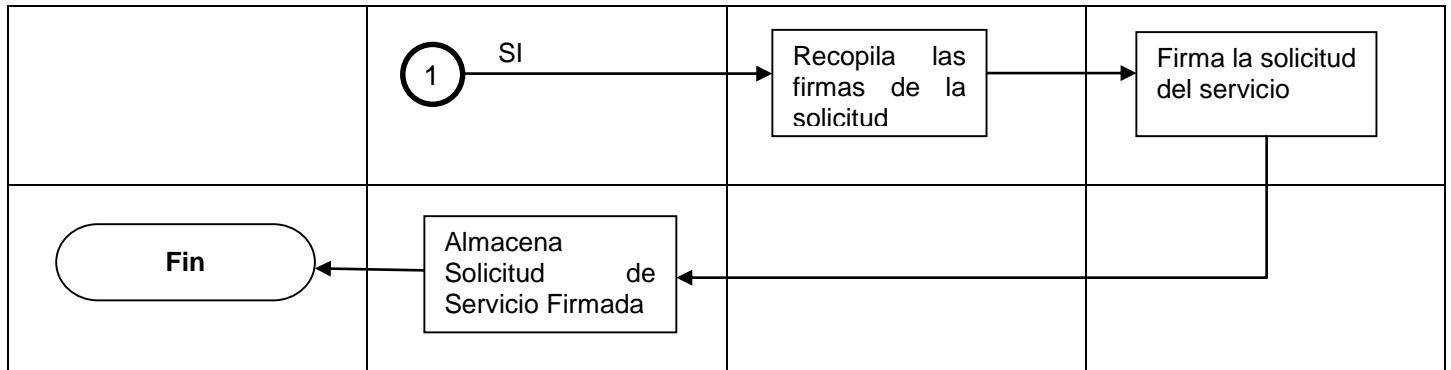 SI
1
Recopila las
firmas de la
solicitud
Firma la solicitud
del servicio
Fin
Almacena
Solicitud de
Servicio Firmada